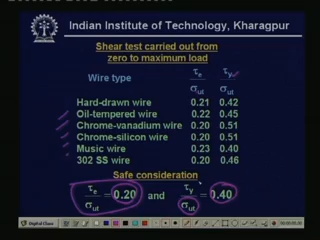 Indian Institute of Technology, Kharagpur
Shear test carried out from
zero to maximum load
Wire type τe/σut τy/σut
Hard-drawn wire 0.21 0.42
Oil-tempered wire 0.22 0.45
Chrome-vanadium wire 0.20 0.51
Chrome-silicon wire 0.20 0.51
Music wire 0.23 0.40
302 SS wire 0.20 0.46
Safe consideration
τe/σut = 0.20 and τy/σut = 0.40